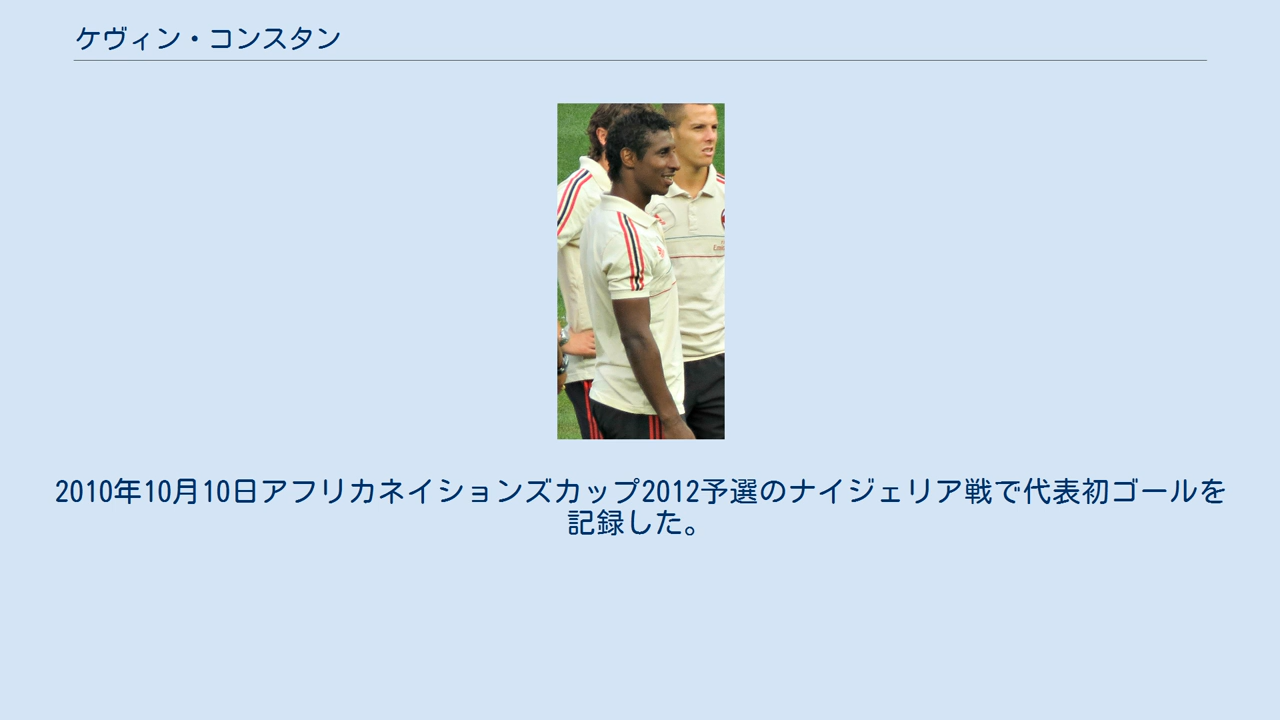 ケヴィン・コンスタン
2010年10月10日アフリカネイションズカップ2012予選のナイジェリア戦で代表初ゴールを
記録した。